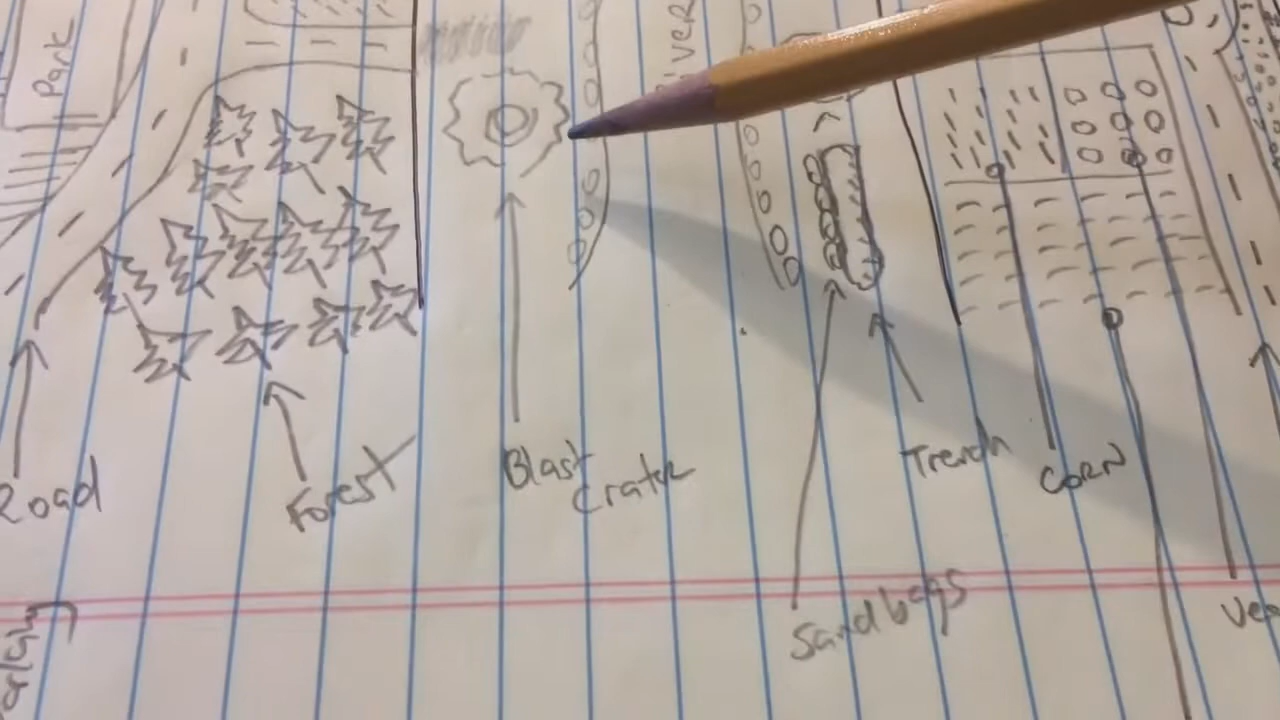 Park
Road
Forest
Blast
Crater
Trench
CORN
Sandbags